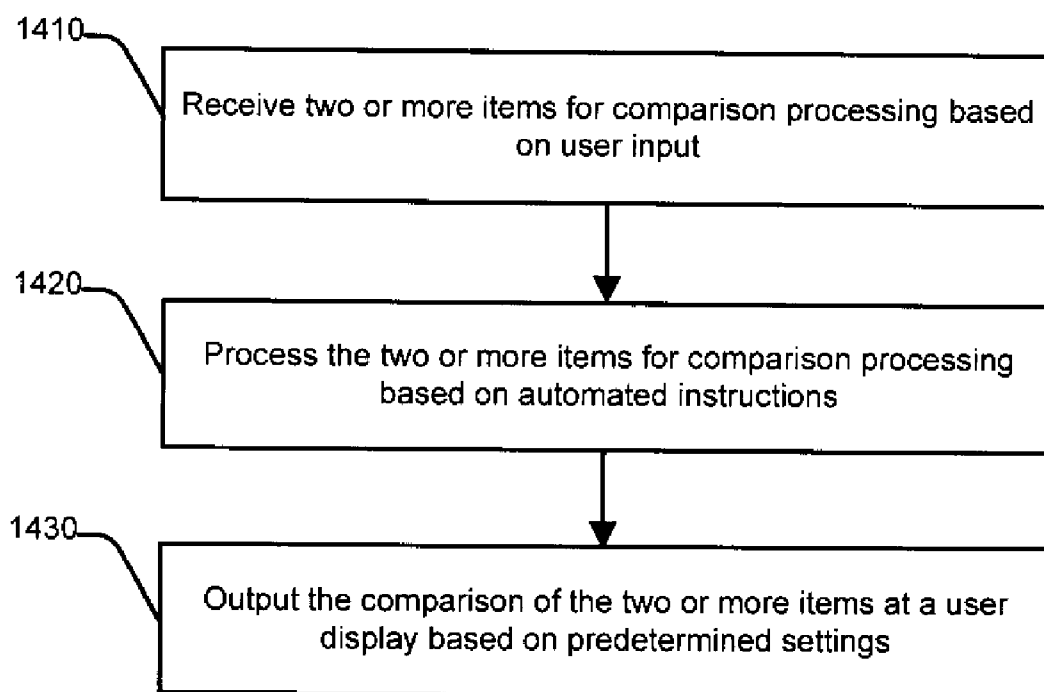 1410
Receive two or more items for comparison processing based
on user input
1420
Process the two or more items for comparison processing
based on automated instructions
1430
Output the comparison of the two or more items at a user
display based on predetermined settings